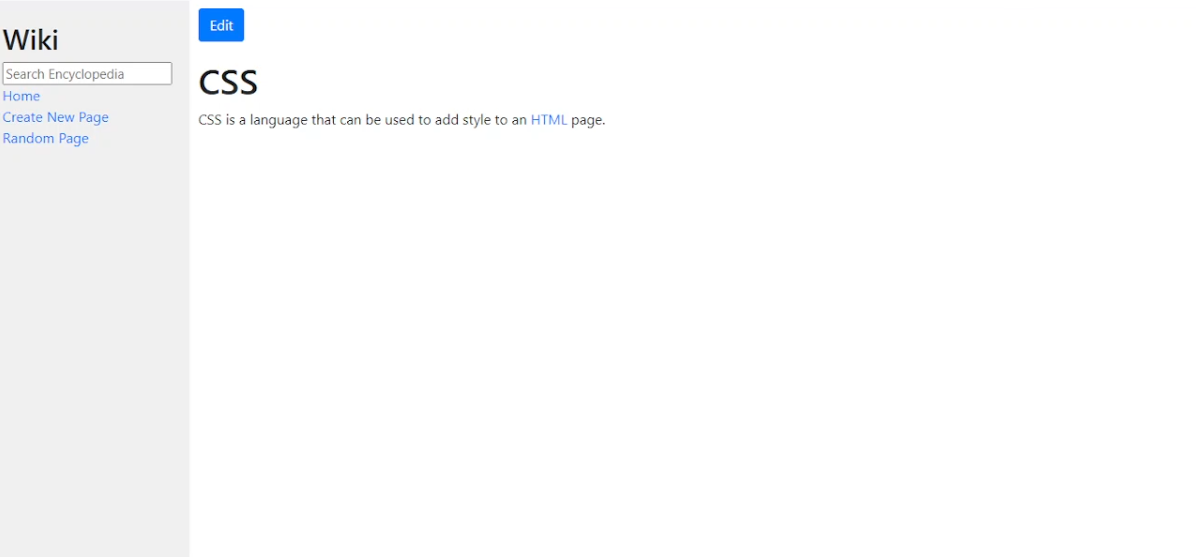 Wiki
Search Encyclopedia
Home
Create New Page
Random Page
Edit
CSS
CSS is a language that can be used to add style to an HTML page.